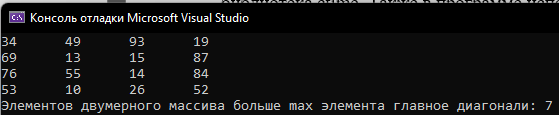 Консоль отладки Microsoft Visual Studio
34 49 93 19
69 13 15 87
76 55 14 84
53 10 26 52
Элементов двумерного массива больше max элемента главное диагонали: 7